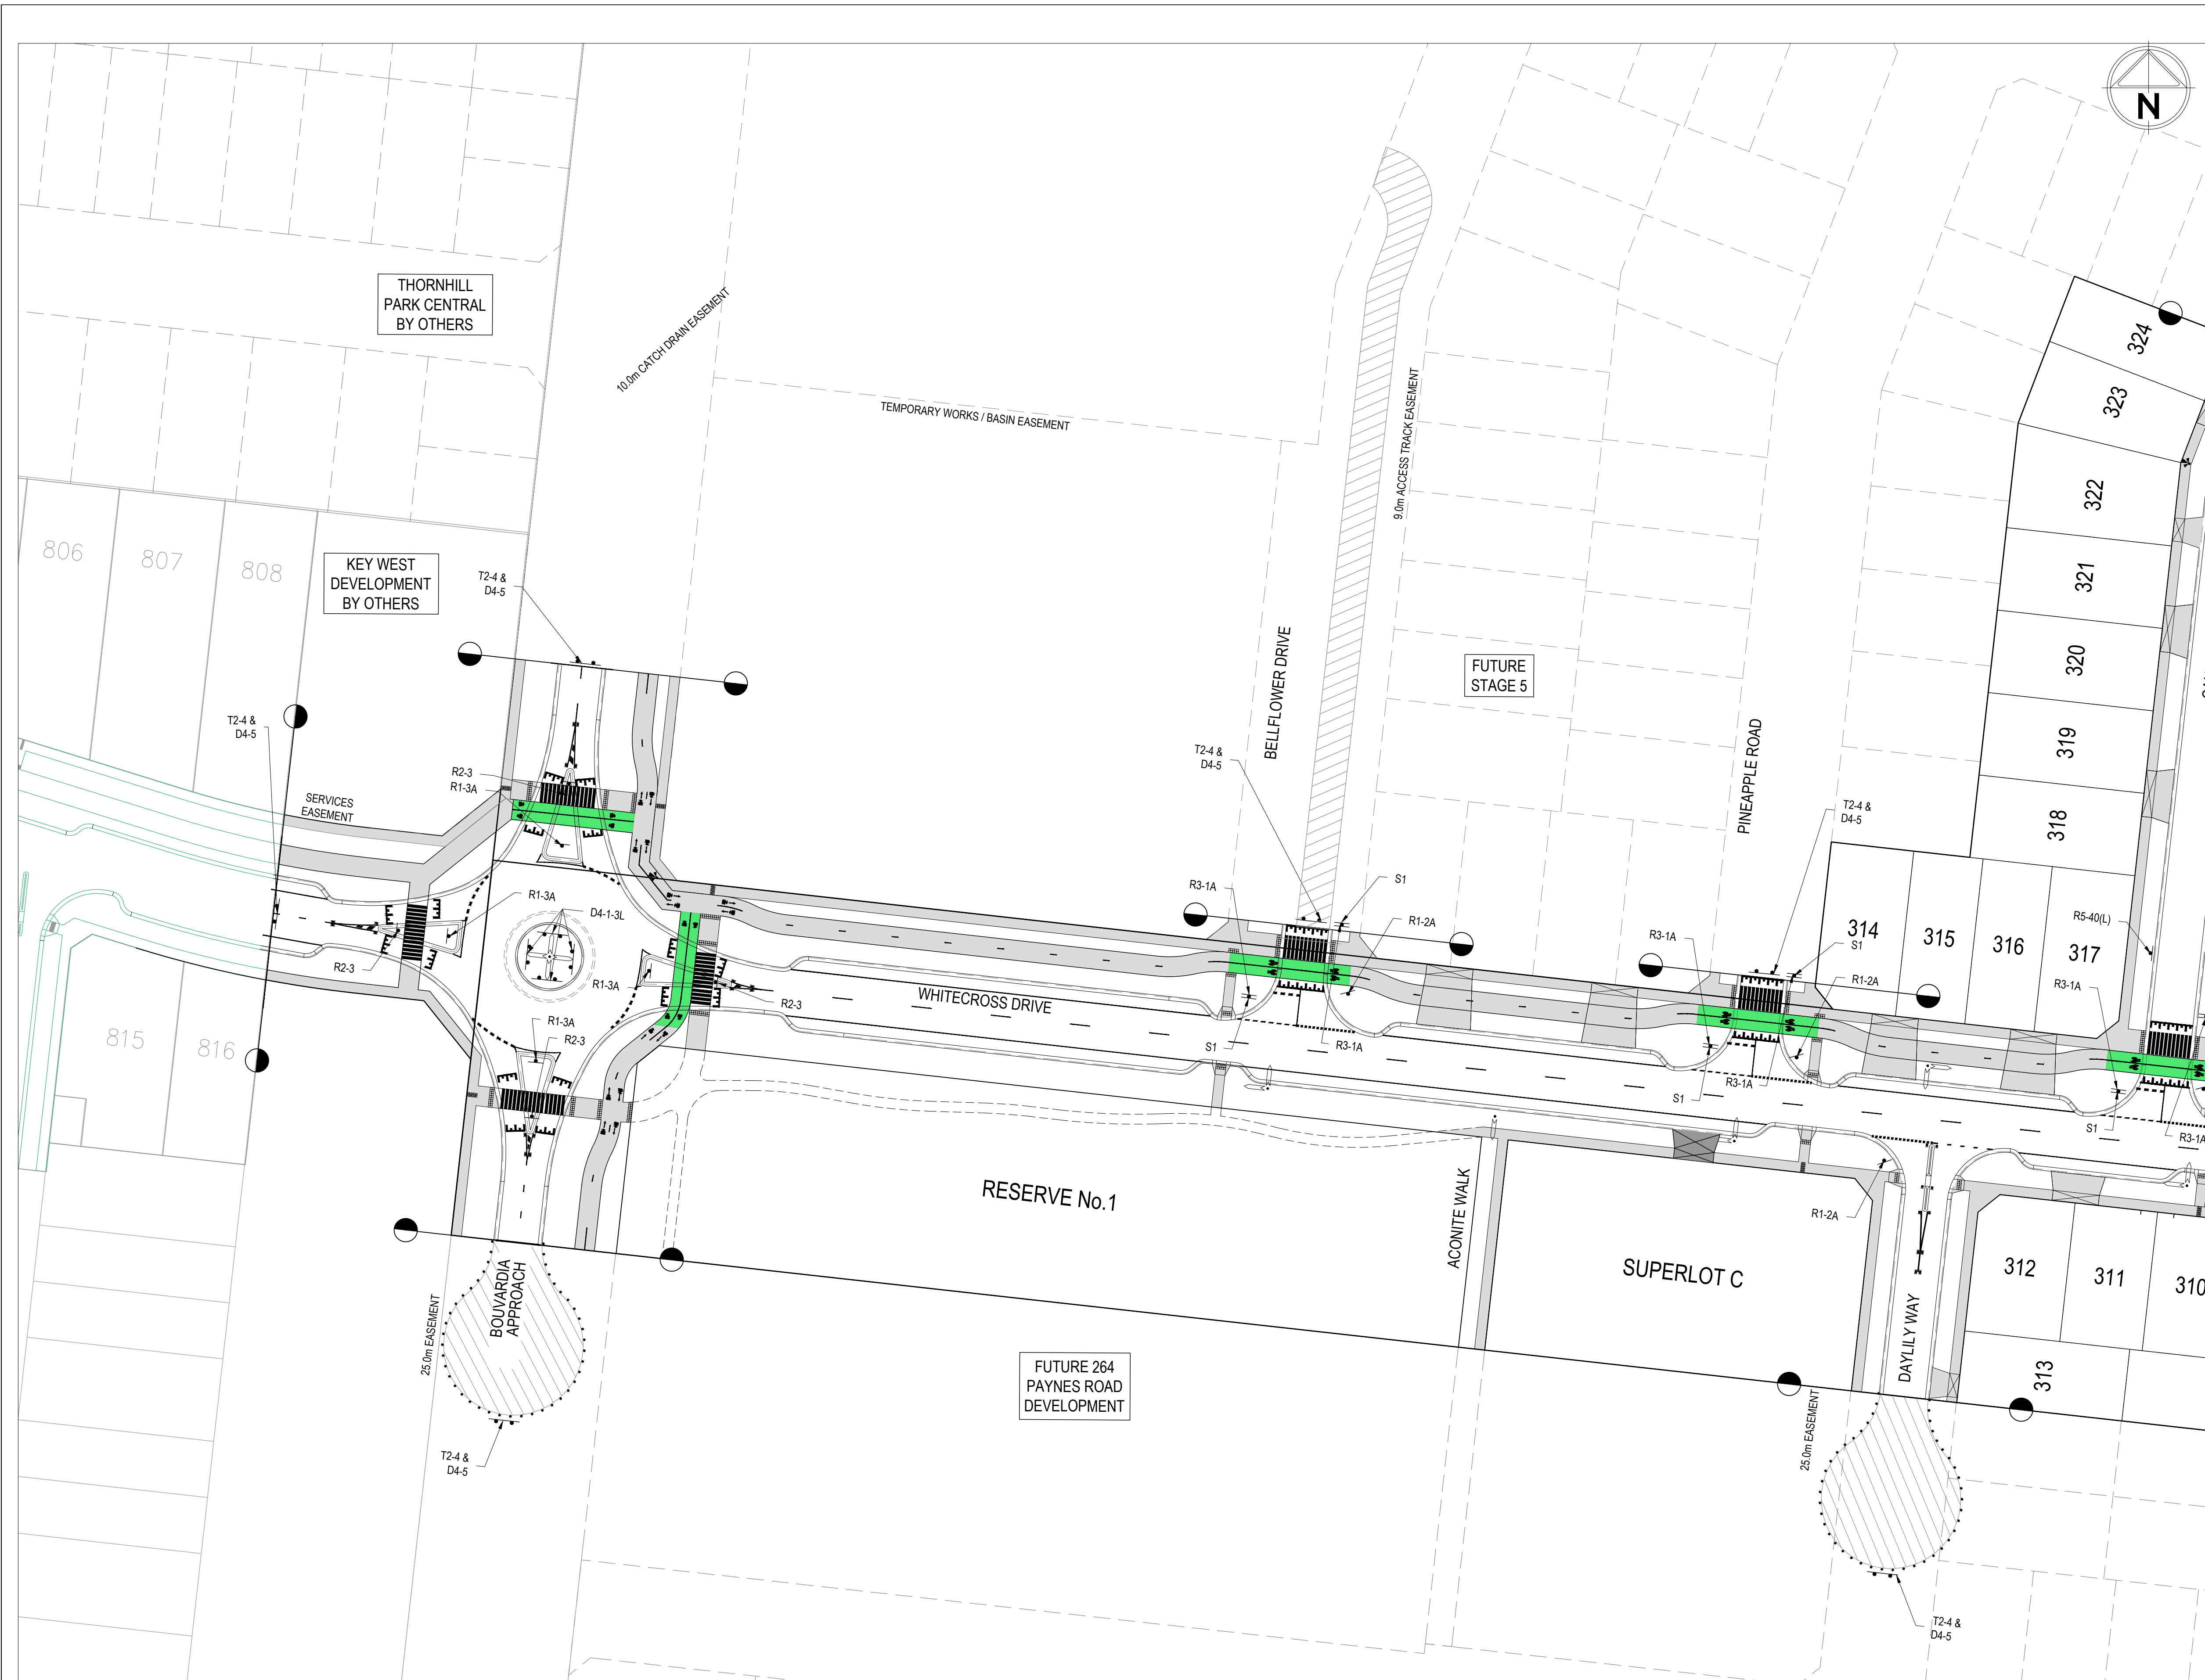 N
THORNHILL
PARK CENTRAL
BY OTHERS
10.0m CATCH DRAIN EASEMENT
TEMPORARY WORKS / BASIN EASEMENT
9.0m ACCESS TRACK EASEMENT
324
323
322
321
320
319
318
806
807
808
KEY WEST
DEVELOPMENT
BY OTHERS
T2-4 &
D4-5
T2-4 &
D4-5
BELLFLOWER DRIVE
FUTURE
STAGE 5
PINEAPPLE ROAD
T2-4 &
D4-5
T2-4 &
D4-5
R2-3
R1-3A
SERVICES
EASEMENT
R1-3A
D4-1-3L
R2-3
R1-3A
R2-3
R1-3A
R2-3
WHITECROSS DRIVE
R3-1A
S1
R1-2A
S1
R3-1A
R3-1A
S1
R1-2A
S1
R3-1A
314
315
316
317
R5-40(L)
R3-1A
S1
R3-1A
815
816
RESERVE No.1
ACONITE WALK
SUPERLOT C
R1-2A
DAYLILY WAY
312
311
310
313
BOUVARDIA
APPROACH
25.0m EASEMENT
T2-4 &
D4-5
FUTURE 264
PAYNES ROAD
DEVELOPMENT
25.0m EASEMENT
T2-4 &
D4-5